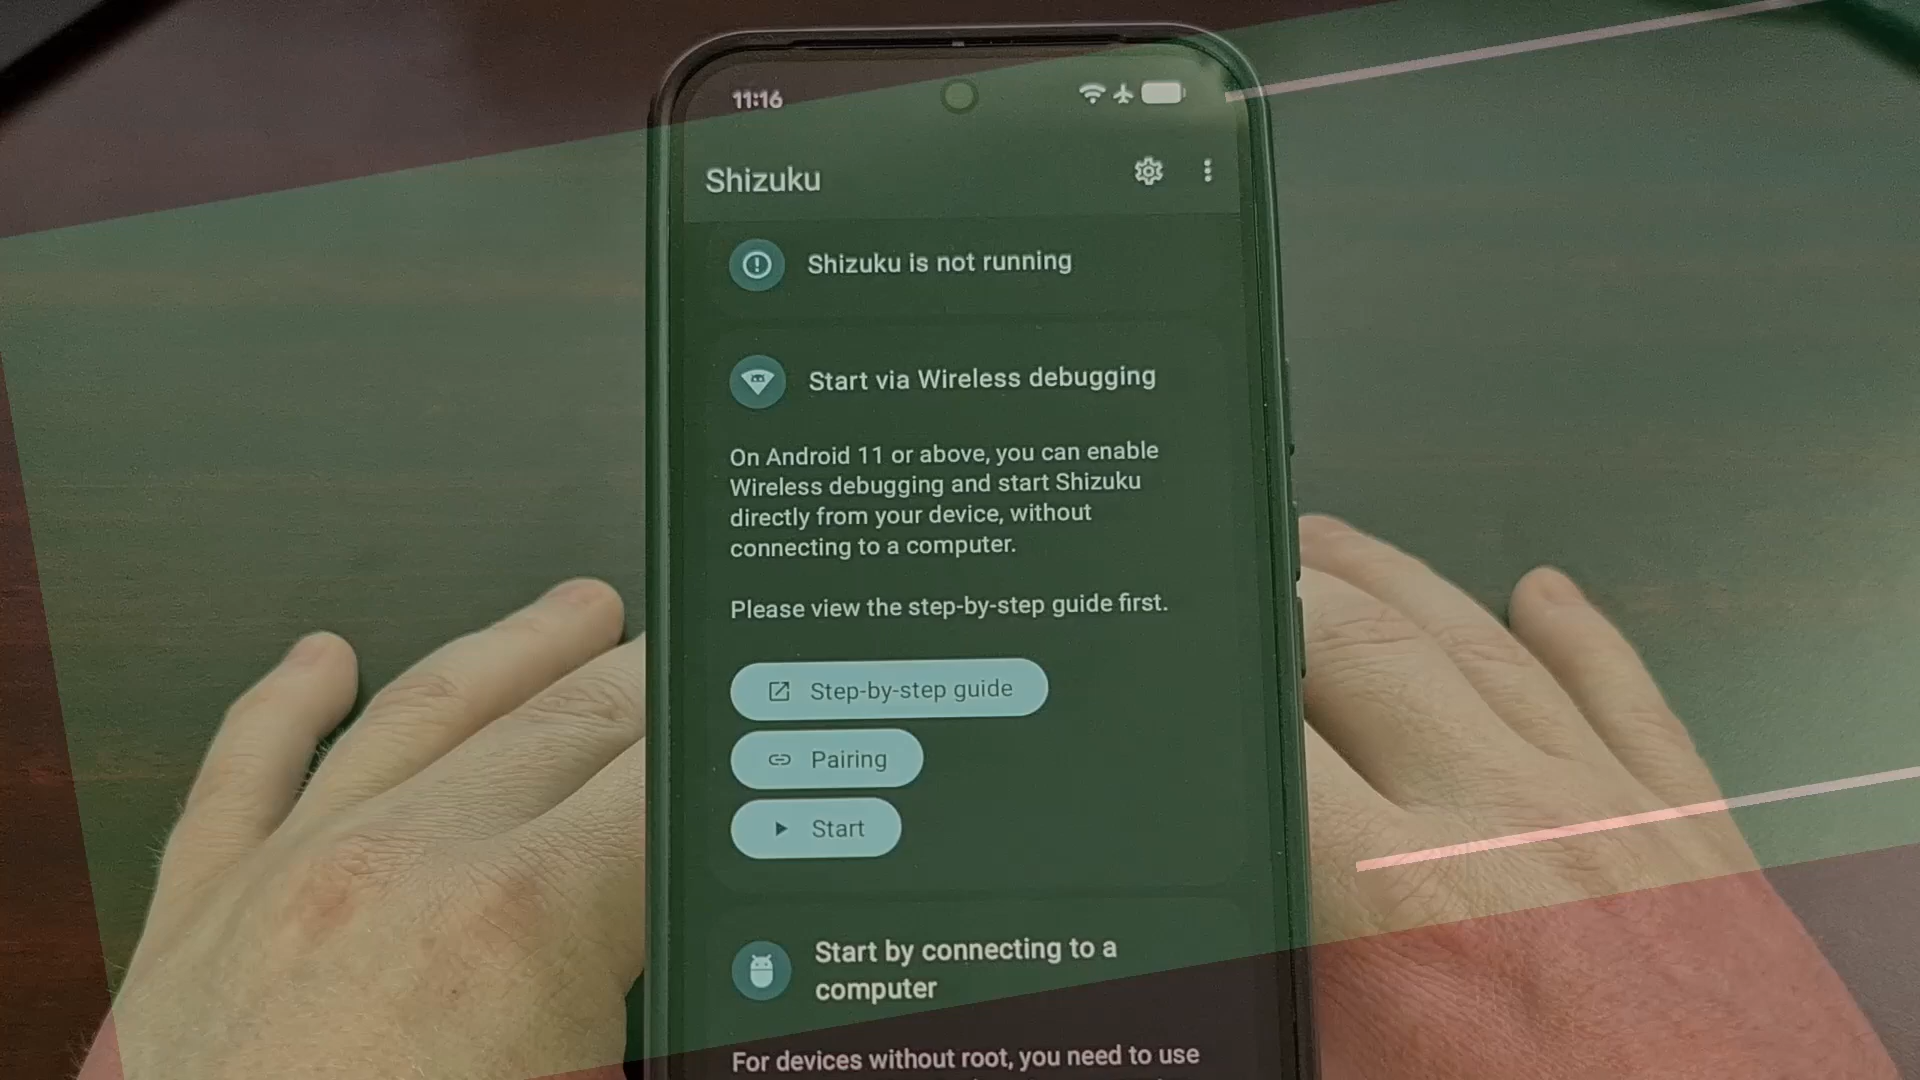 11:16
Shizuku
Shizuku is not running
Start via Wireless debugging
On Android 11 or above, you can enable
Wireless debugging and start Shizuku
directly from your device, without
connecting to a computer.
Please view the step-by-step guide first.
Step-by-step guide
Pairing
Start
Start by connecting to a
computer
For devices without root, you need to use